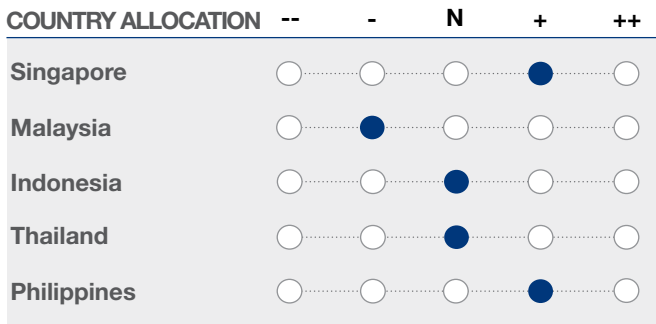 COUNTRY ALLOCATION -- - N + ++
Singapore
Malaysia
Indonesia
Thailand
Philippines